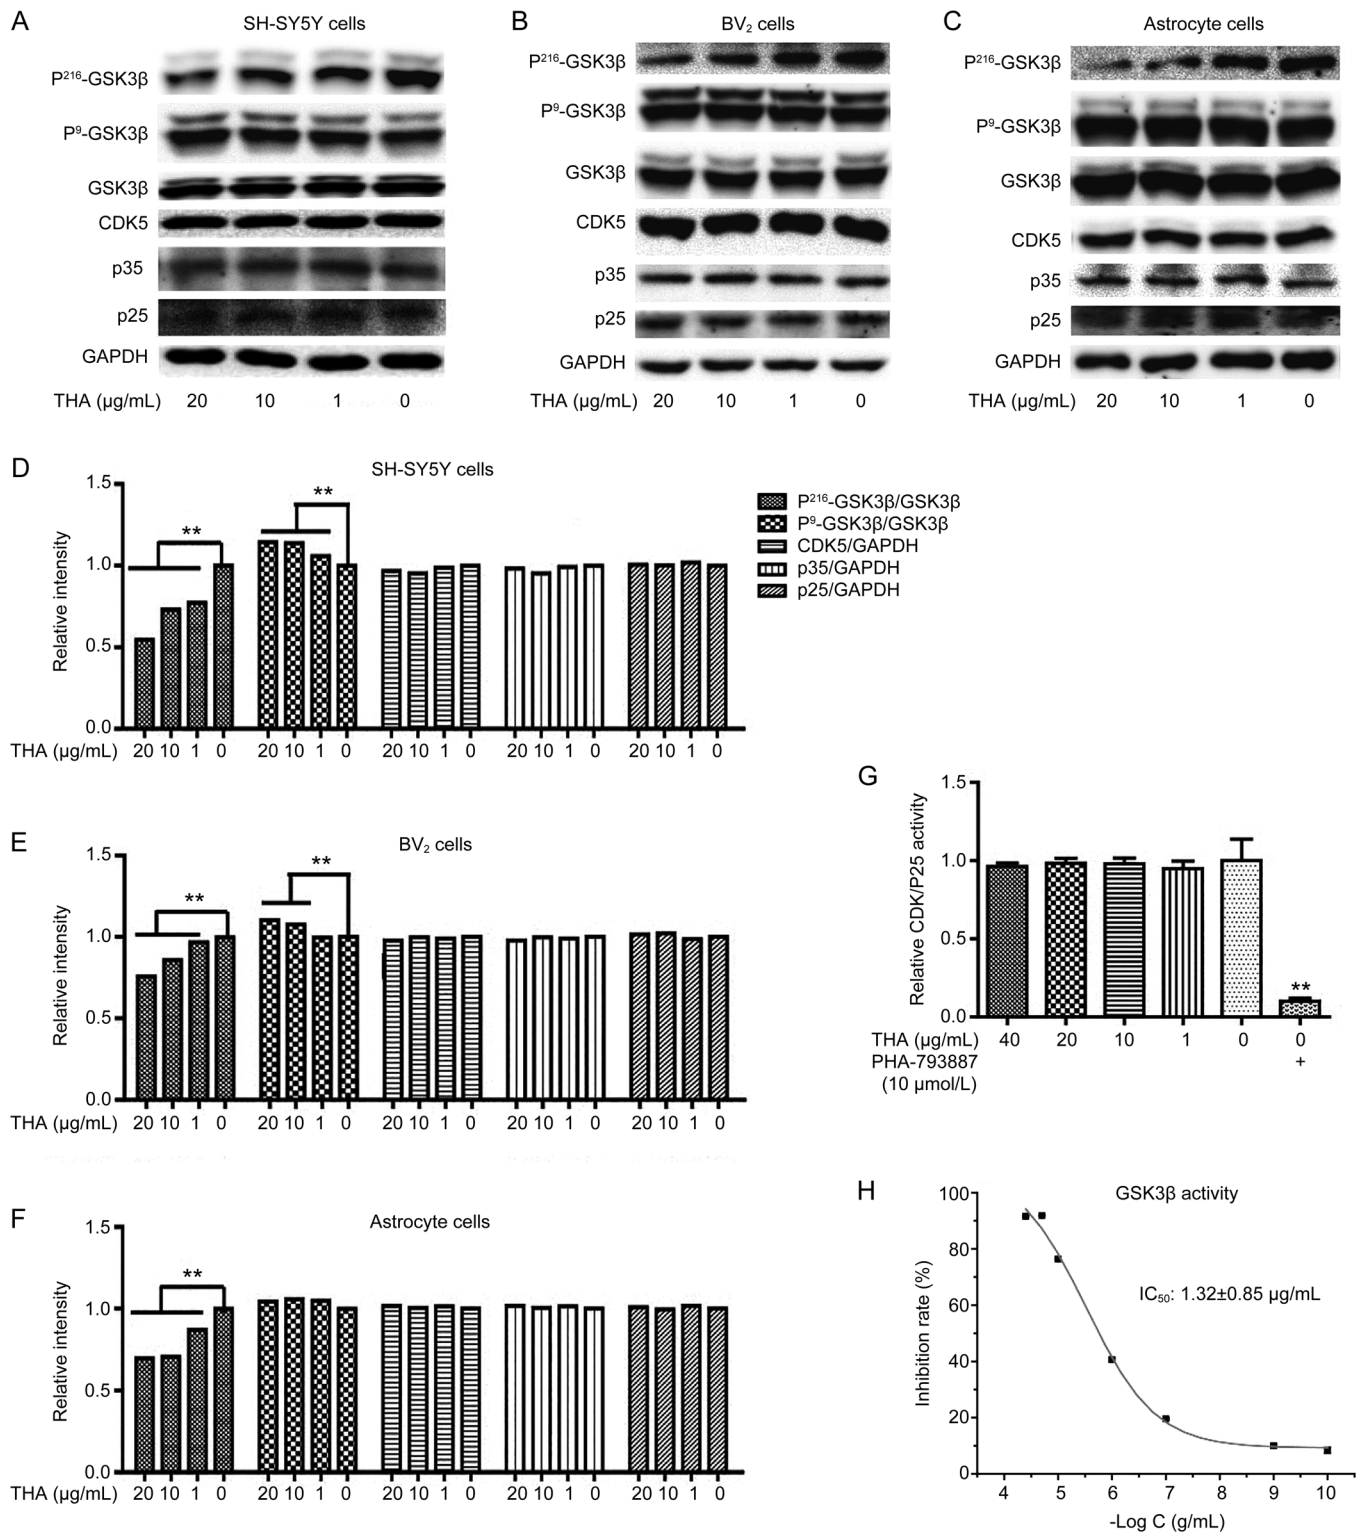 A
SH-SY5Y cells
P²¹⁶-GSK3β
P⁹-GSK3β
GSK3β
CDK5
p35
p25
GAPDH
THA (µg/mL) 20 10 1 0
B
BV₂ cells
P²¹⁶-GSK3β
P⁹-GSK3β
GSK3β
CDK5
p35
p25
GAPDH
THA (µg/mL) 20 10 1 0
C
Astrocyte cells
P²¹⁶-GSK3β
P⁹-GSK3β
GSK3β
CDK5
p35
p25
GAPDH
THA (µg/mL) 20 10 1 0
D
SH-SY5Y cells
Relative intensity
1.5
1.0
0.5
0.0
**
**
THA (µg/mL) 20 10 1 0 20 10 1 0 20 10 1 0 20 10 1 0 20 10 1 0
P²¹⁶-GSK3β/GSK3β
P⁹-GSK3β/GSK3β
CDK5/GAPDH
p35/GAPDH
p25/GAPDH
E
BV₂ cells
Relative intensity
1.5
1.0
0.5
0.0
**
**
THA (µg/mL) 20 10 1 0 20 10 1 0 20 10 1 0 20 10 1 0 20 10 1 0
F
Astrocyte cells
Relative intensity
1.5
1.0
0.5
0.0
**
THA (µg/mL) 20 10 1 0 20 10 1 0 20 10 1 0 20 10 1 0 20 10 1 0
G
Relative CDK/P25 activity
1.5
1.0
0.5
0.0
**
THA (µg/mL) 40 20 10 1 0 0
PHA-793887 +
(10 µmol/L)
H
GSK3β activity
Inhibition rate (%)
100
80
60
40
20
0
IC₅₀: 1.32±0.85 µg/mL
4 5 6 7 8 9 10
-Log C (g/mL)